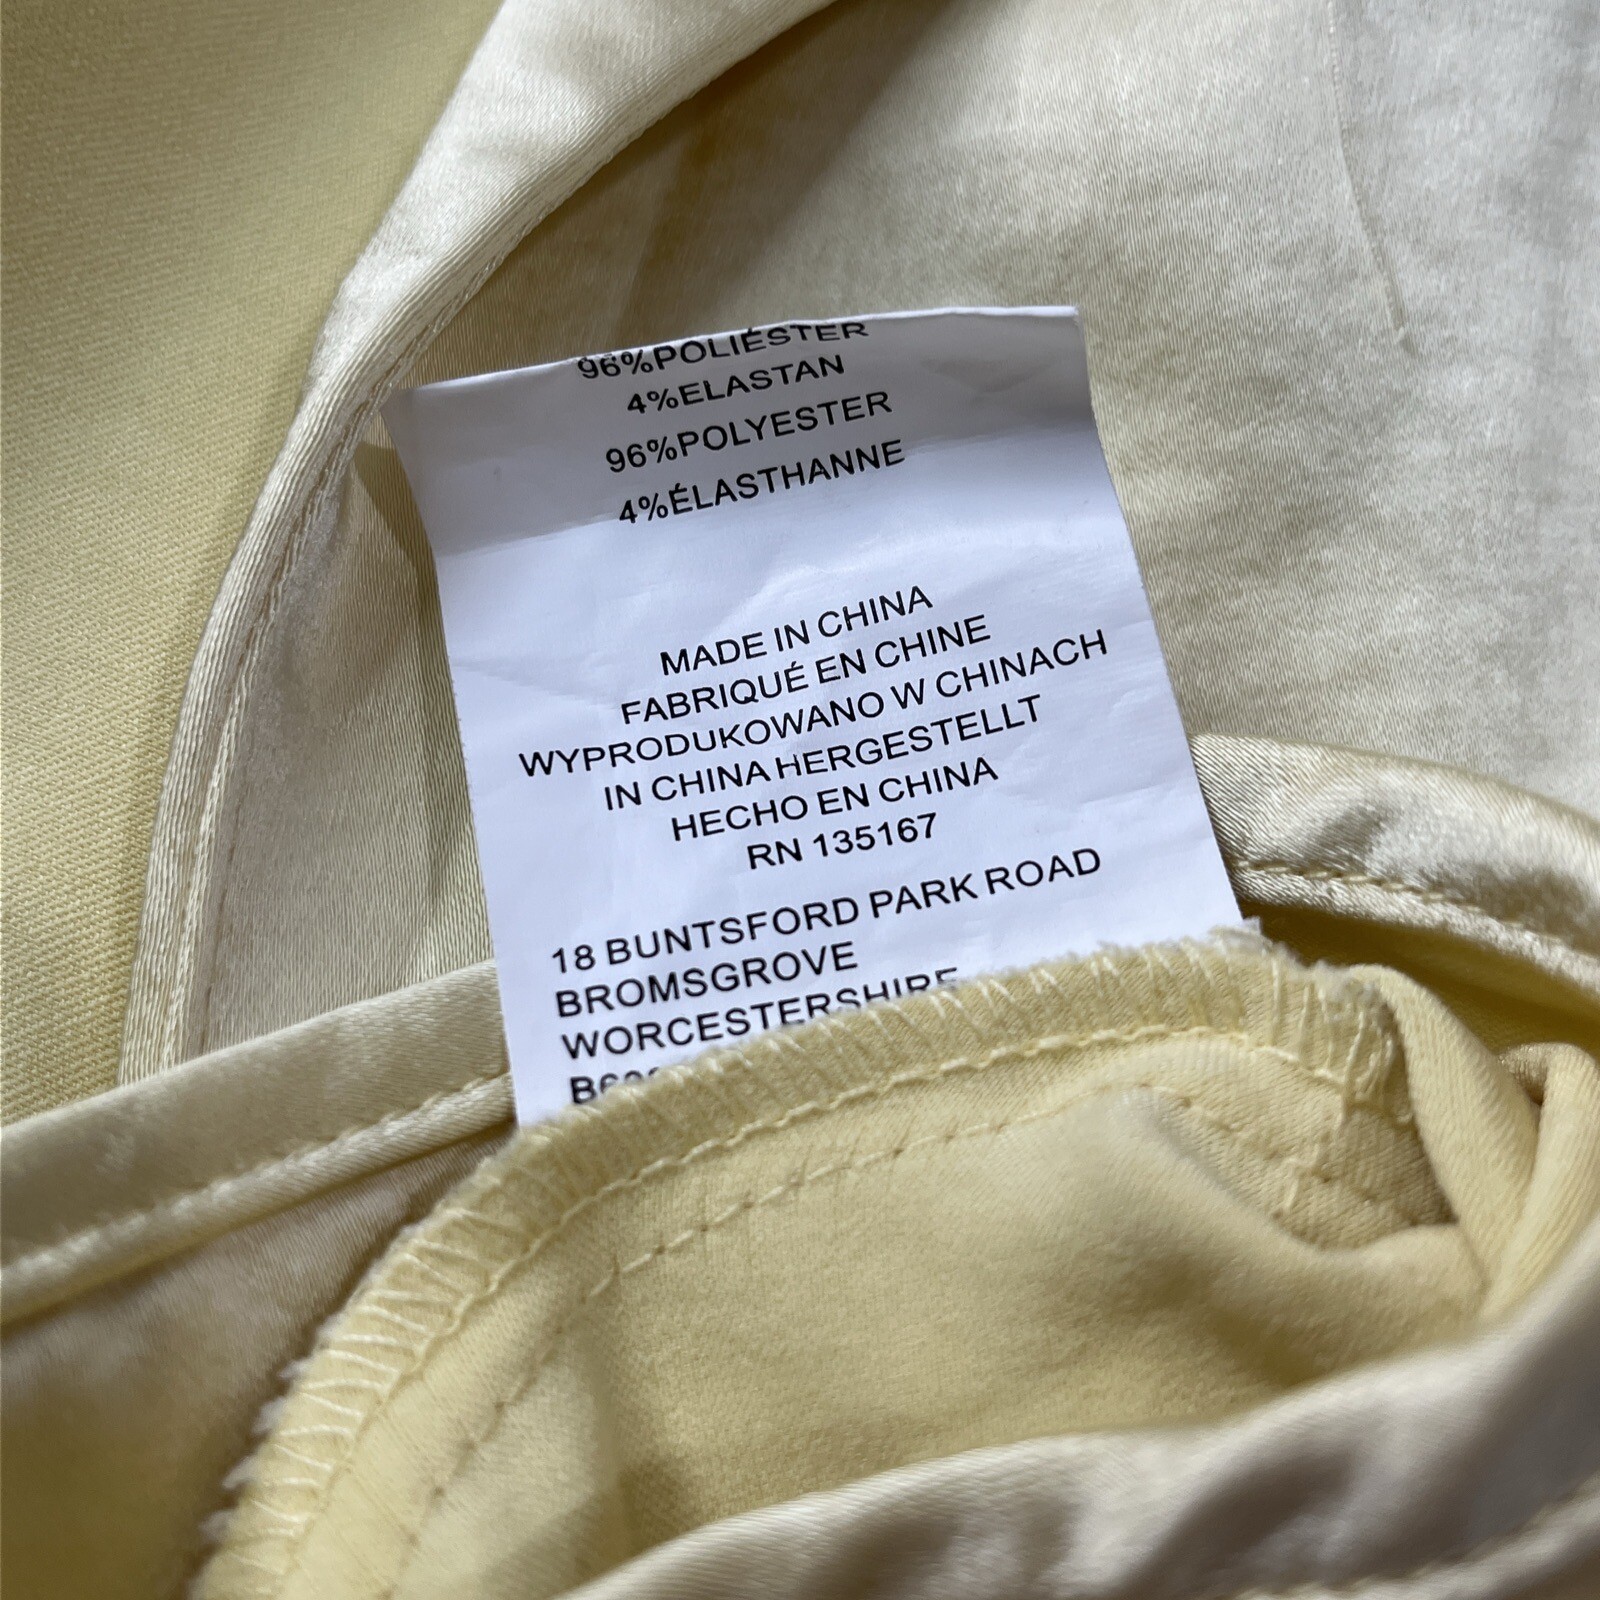 96%POLIÉSTER
4%ELASTAN
96%POLYESTER
4%ÉLASTHANNE
MADE IN CHINA
FABRIQUÉ EN CHINE
WYPRODUKOWANO W CHINACH
IN CHINA HERGESTELLT
HECHO EN CHINA
RN 135167
18 BUNTSFORD PARK ROAD
BROMSGROVE
WORCESTERSHIRE